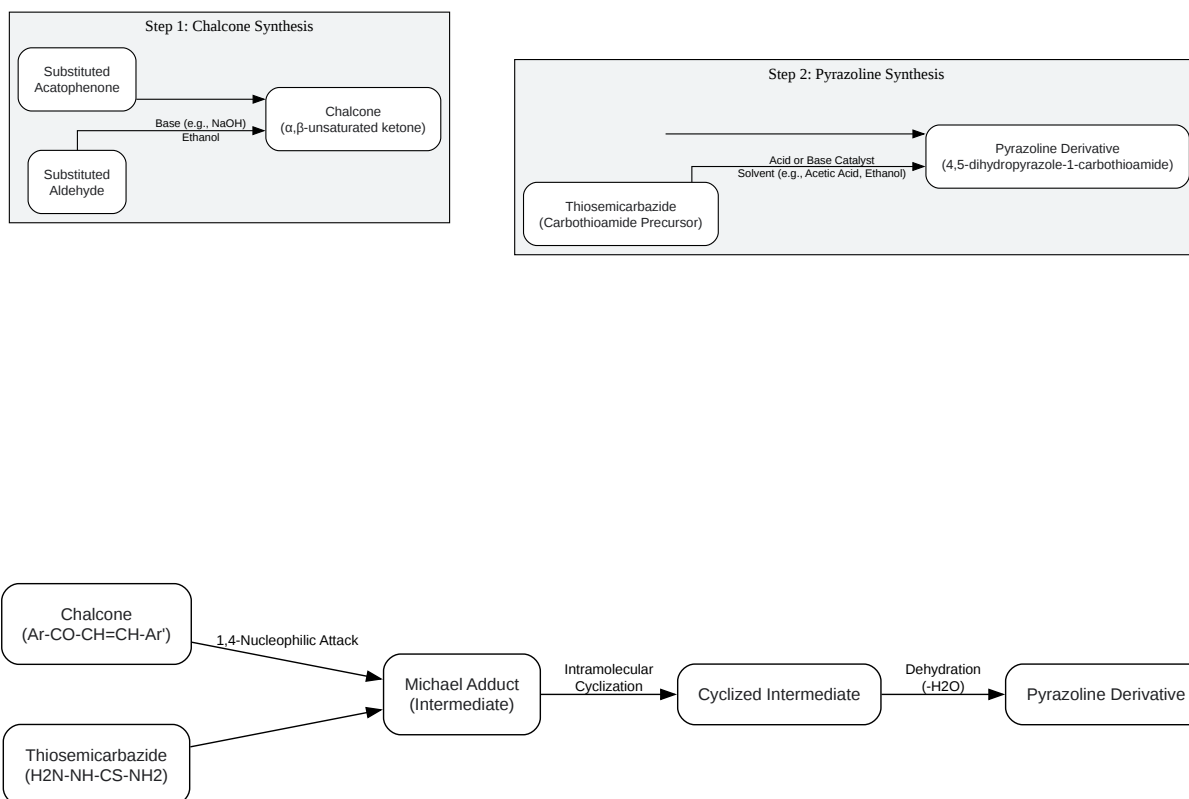 Step 1: Chalcone Synthesis
Substituted
Acatophenone
Base (e.g., NaOH)
Ethanol
Chalcone
(α,β-unsaturated ketone)
Substituted
Aldehyde
Step 2: Pyrazoline Synthesis
Acid or Base Catalyst
Solvent (e.g., Acetic Acid, Ethanol)
Pyrazoline Derivative
(4,5-dihydropyrazole-1-carbothioamide)
Thiosemicarbazide
(Carbothioamide Precursor)
Chalcone
(Ar-CO-CH=CH-Ar')
1,4-Nucleophilic Attack
Thiosemicarbazide
(H2N-NH-CS-NH2)
Michael Adduct
(Intermediate)
Intramolecular
Cyclization
Cyclized Intermediate
Dehydration
(-H2O)
Pyrazoline Derivative